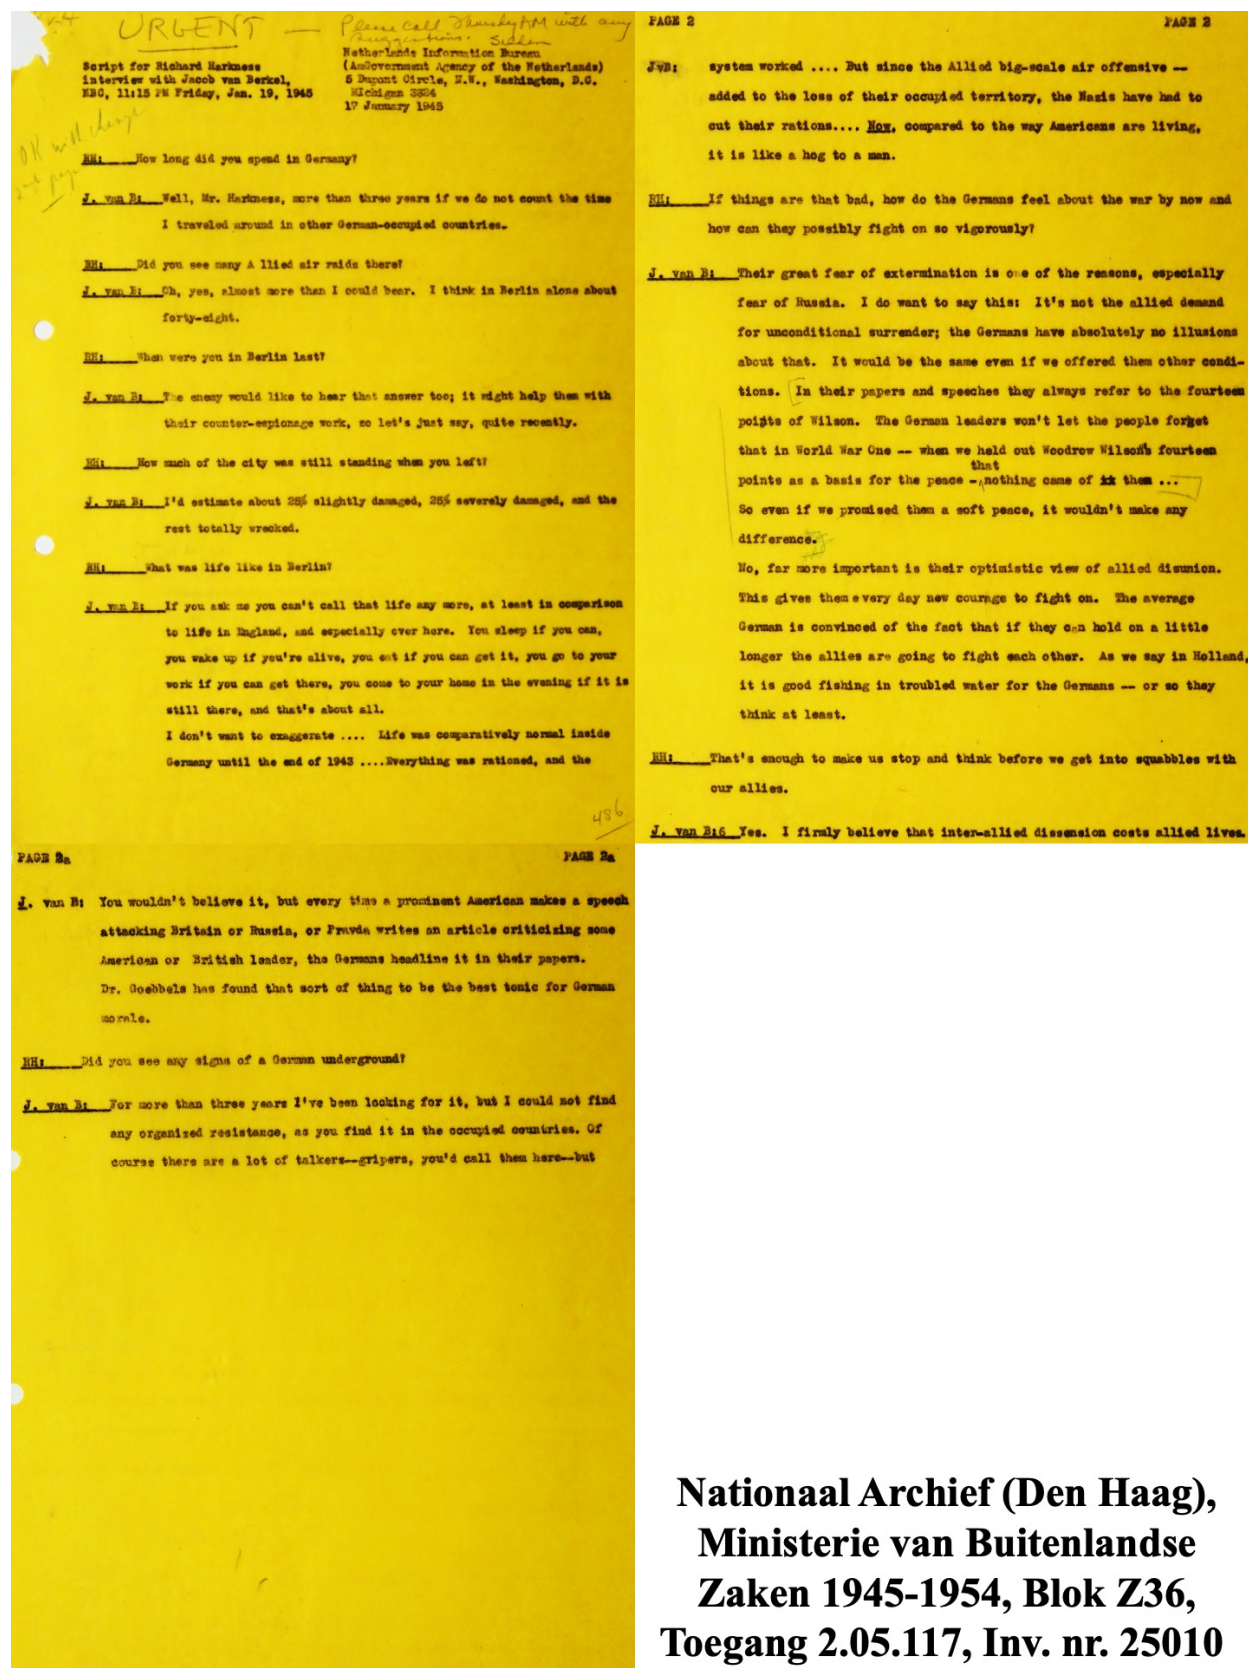 URGENT — Please call Thursday AM with any
suggestions.
Script for Richard Harkness
interview with Jacob van Berkel,
NBC, 11:15 PM Friday, Jan. 19, 1945
Netherlands Information Bureau
(AmGovernment Agency of the Netherlands)
5 Dupont Circle, N.W., Washington, D.C.
MIchigan 3324
17 January 1945
OK with change
2nd page
RH: How long did you spend in Germany?
J. van B: Well, Mr. Harkness, more than three years if we do not count the time
I traveled around in other German-occupied countries.
RH: Did you see many A llied air raids there?
J. van B: Oh, yes, almost more than I could bear. I think in Berlin alone about
forty-eight.
RH: When were you in Berlin last?
J. van B: The enemy would like to hear that answer too; it might help them with
their counter-espionage work, so let's just say, quite recently.
RH: How much of the city was still standing when you left?
J. van B: I'd estimate about 25% slightly damaged, 25% severely damaged, and the
rest totally wrecked.
RH: What was life like in Berlin?
J. van B: If you ask me you can't call that life any more, at least in comparison
to life in England, and especially over here. You sleep if you can,
you wake up if you're alive, you eat if you can get it, you go to your
work if you can get there, you come to your home in the evening if it is
still there, and that's about all.
I don't want to exaggerate .... Life was comparatively normal inside
Germany until the end of 1943 ....Everything was rationed, and the
486
PAGE 2 PAGE 2
JvB: system worked .... But since the Allied big-scale air offensive --
added to the loss of their occupied territory, the Nazis have had to
cut their rations.... Now, compared to the way Americans are living,
it is like a hog to a man.
RH: If things are that bad, how do the Germans feel about the war by now and
how can they possibly fight on so vigorously?
J. van B: Their great fear of extermination is one of the reasons, especially
fear of Russia. I do want to say this: It's not the allied demand
for unconditional surrender; the Germans have absolutely no illusions
about that. It would be the same even if we offered them other condi-
tions. [In their papers and speeches they always refer to the fourteen
points of Wilson. The German leaders won't let the people forget
that in World War One -- when we held out Woodrow Wilson's fourteen
that
points as a basis for the peace - nothing came of them ...]
So even if we promised them a soft peace, it wouldn't make any
difference.
No, far more important is their optimistic view of allied disunion.
This gives them every day new courage to fight on. The average
German is convinced of the fact that if they can hold on a little
longer the allies are going to fight each other. As we say in Holland,
it is good fishing in troubled water for the Germans -- or so they
think at least.
RH: That's enough to make us stop and think before we get into squabbles with
our allies.
J. van B:6 Yes. I firmly believe that inter-allied dissension costs allied lives.
PAGE 2a PAGE 2a
J. van B: You wouldn't believe it, but every time a prominent American makes a speech
attacking Britain or Russia, or Pravda writes an article criticizing some
American or British leader, the Germans headline it in their papers.
Dr. Goebbels has found that sort of thing to be the best tonic for German
morale.
RH: Did you see any signs of a German underground?
J. van B: For more than three years I've been looking for it, but I could not find
any organized resistance, as you find it in the occupied countries. Of
course there are a lot of talkers--gripers, you'd call them here--but
Nationaal Archief (Den Haag),
Ministerie van Buitenlandse
Zaken 1945-1954, Blok Z36,
Toegang 2.05.117, Inv. nr. 25010